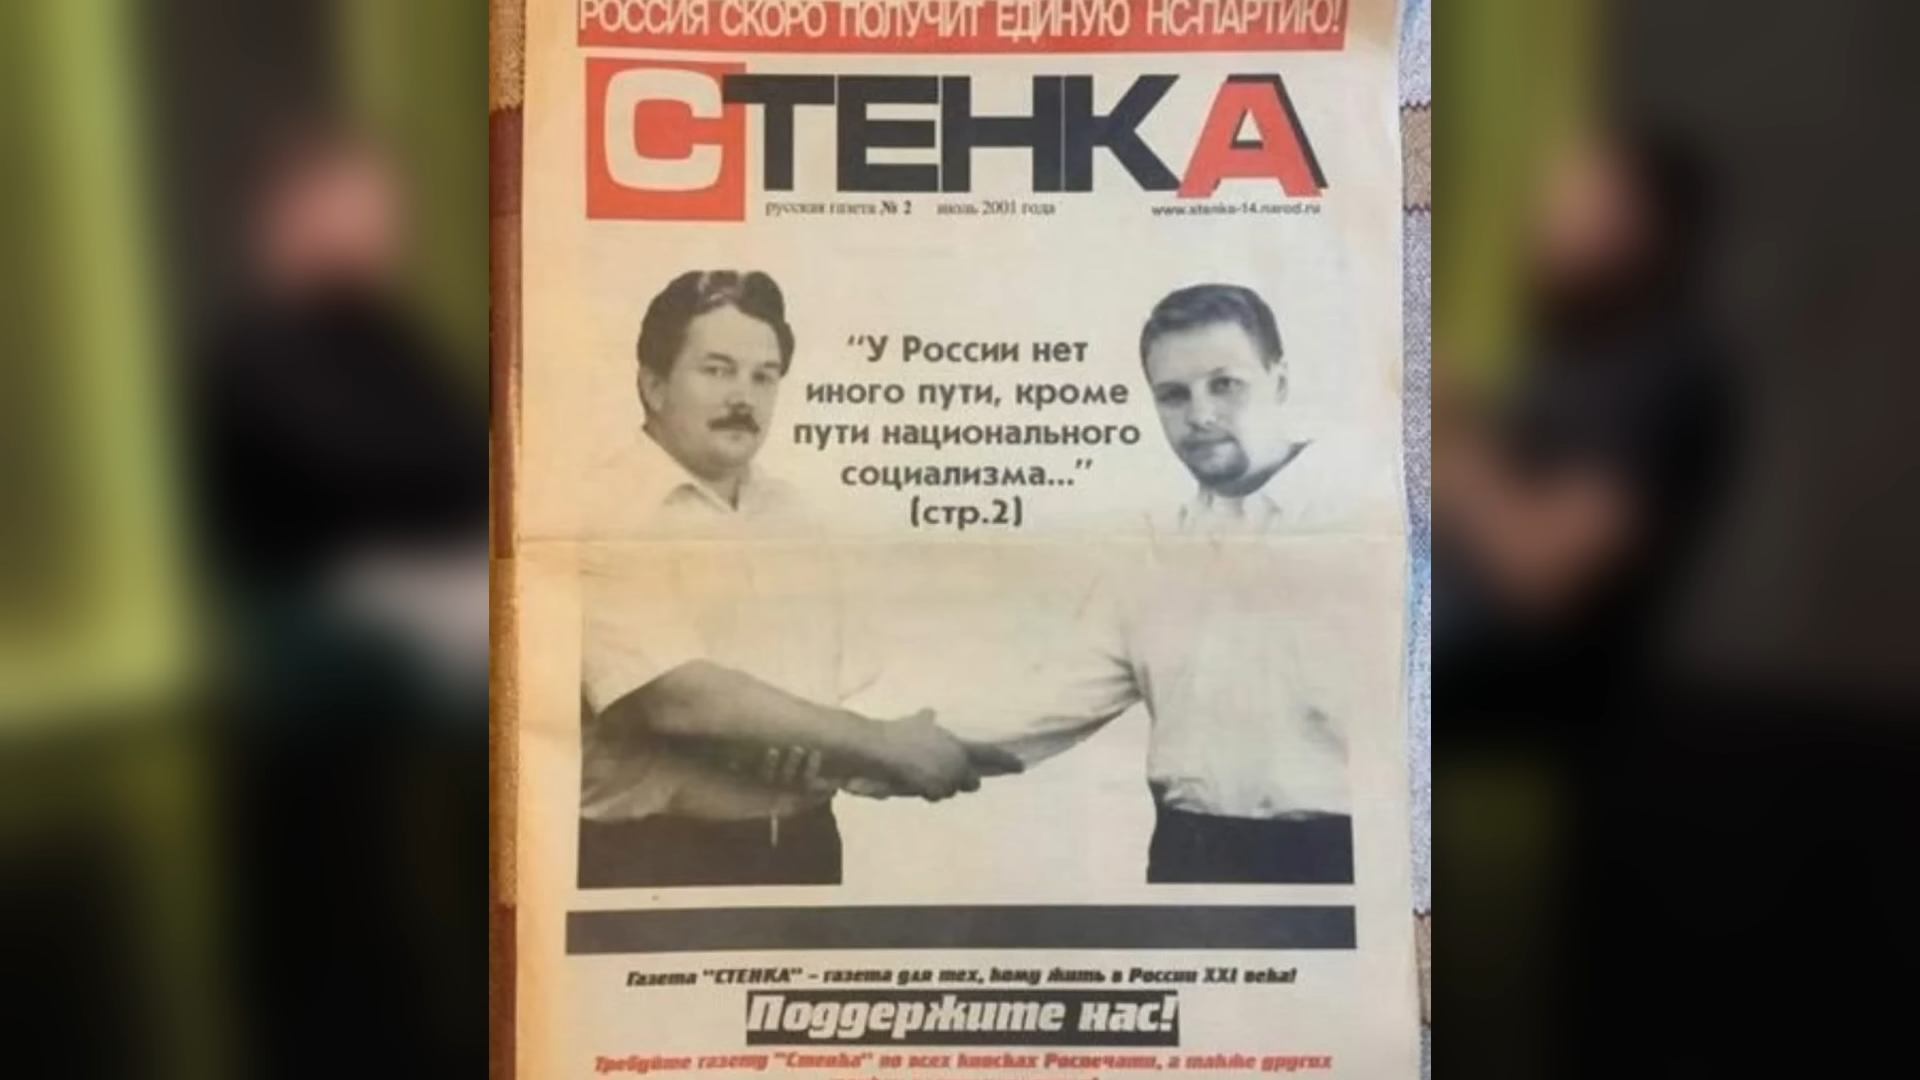 РОССИЯ СКОРО ПОЛУЧИТ ЕДИНУЮ НС-ПАРТИЮ!
СТЕНКА
русская газета № 2 июль 2001 года www.stenka-14.narod.ru
“У России нет
иного пути, кроме
пути национального
социализма...”
(стр.2)
Газета "СТЕНКА" – газета для тех, кому жить в России XXI века!
Поддержите нас!
Требуйте газету "Стенка" во всех киосках Роспечати, а также других